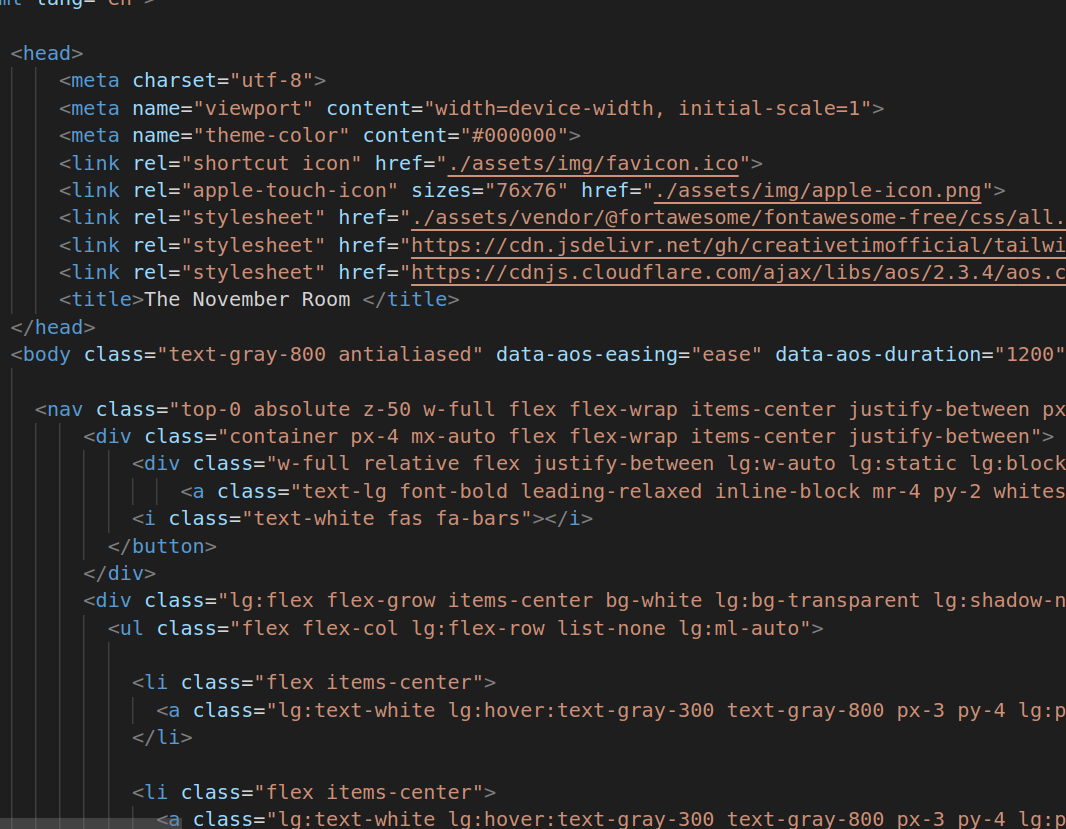 lang="en">
<head>
<meta charset="utf-8">
<meta name="viewport" content="width=device-width, initial-scale=1">
<meta name="theme-color" content="#000000">
<link rel="shortcut icon" href="./assets/img/favicon.ico">
<link rel="apple-touch-icon" sizes="76x76" href="./assets/img/apple-icon.png">
<link rel="stylesheet" href="./assets/vendor/@fortawesome/fontawesome-free/css/all.
<link rel="stylesheet" href="https://cdn.jsdelivr.net/gh/creativetimofficial/tailwi
<link rel="stylesheet" href="https://cdnjs.cloudflare.com/ajax/libs/aos/2.3.4/aos.c
<title>The November Room </title>
</head>
<body class="text-gray-800 antialiased" data-aos-easing="ease" data-aos-duration="1200"
<nav class="top-0 absolute z-50 w-full flex flex-wrap items-center justify-between px
<div class="container px-4 mx-auto flex flex-wrap items-center justify-between">
<div class="w-full relative flex justify-between lg:w-auto lg:static lg:block
<a class="text-lg font-bold leading-relaxed inline-block mr-4 py-2 whites
<i class="text-white fas fa-bars"></i>
</button>
</div>
<div class="lg:flex flex-grow items-center bg-white lg:bg-transparent lg:shadow-n
<ul class="flex flex-col lg:flex-row list-none lg:ml-auto">
<li class="flex items-center">
<a class="lg:text-white lg:hover:text-gray-300 text-gray-800 px-3 py-4 lg:p
</li>
<li class="flex items-center">
<a class="lg:text-white lg:hover:text-gray-300 text-gray-800 px-3 py-4 lg:p